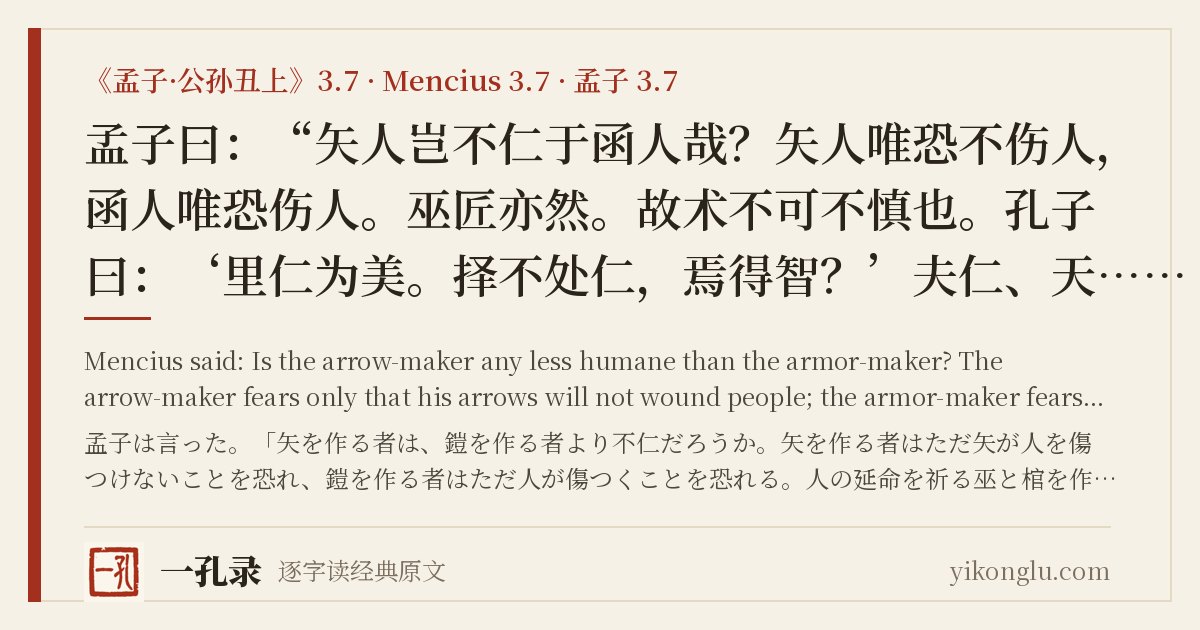 《孟子·公孙丑上》3.7 · Mencius 3.7 · 孟子 3.7
孟子曰：“矢人岂不仁于函人哉？矢人唯恐不伤人，
函人唯恐伤人。巫匠亦然。故术不可不慎也。孔子
曰：‘里仁为美。择不处仁，焉得智？’夫仁、天……
Mencius said: Is the arrow-maker any less humane than the armor-maker? The
arrow-maker fears only that his arrows will not wound people; the armor-maker fears...
孟子は言った。「矢を作る者は、鎧を作る者より不仁だろうか。矢を作る者はただ矢が人を傷
つけないことを恐れ、鎧を作る者はただ人が傷つくことを恐れる。人の延命を祈る巫と棺を作…
一孔
一孔录 逐字读经典原文 yikonglu.com